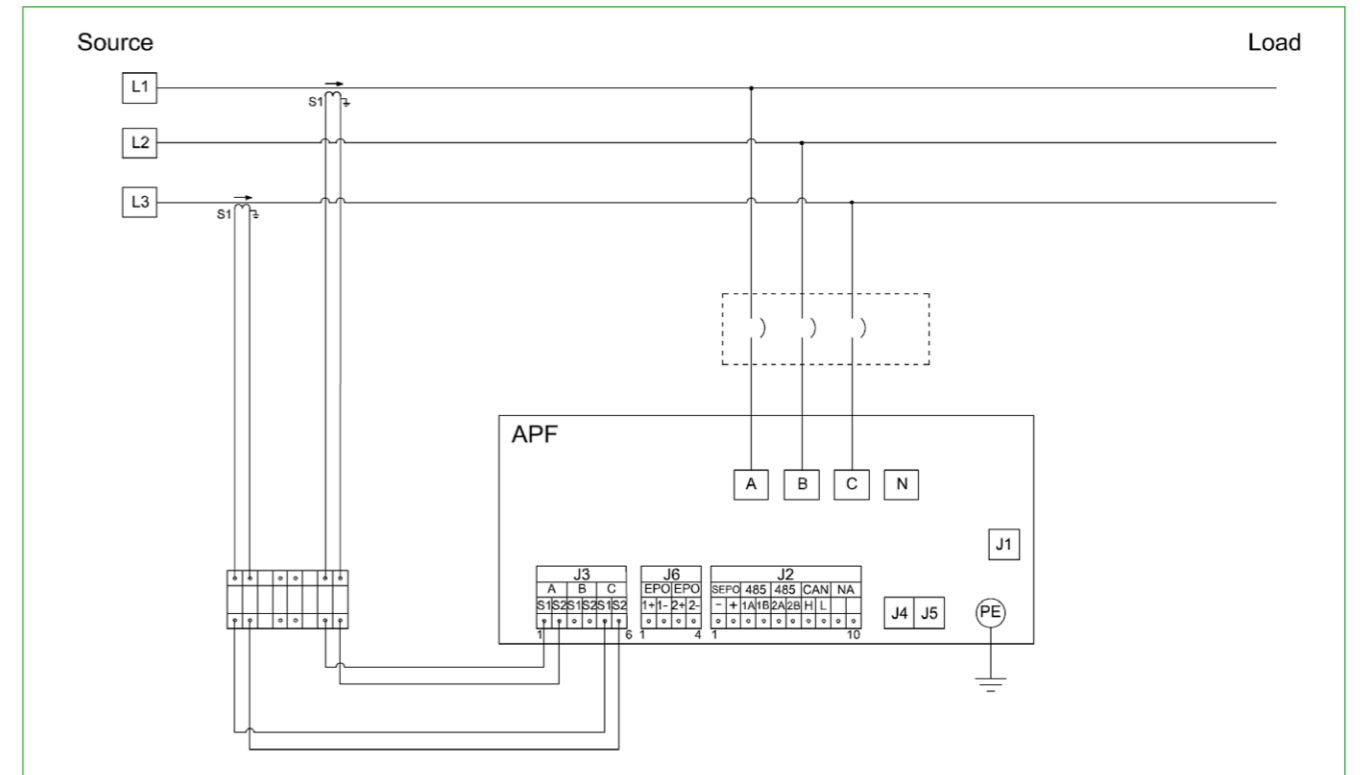 Source Load
L1
S1
L2
L3
S1
APF
A B C N
J1
J3 J6 J2
A B C EPO EPO SEPO 485 485 CAN NA
S1 S2 S1 S2 S1 S2 1+ 1- 2+ 2- - + 1A 1B 2A 2B H L
J4 J5 PE
1 6 1 4 1 10